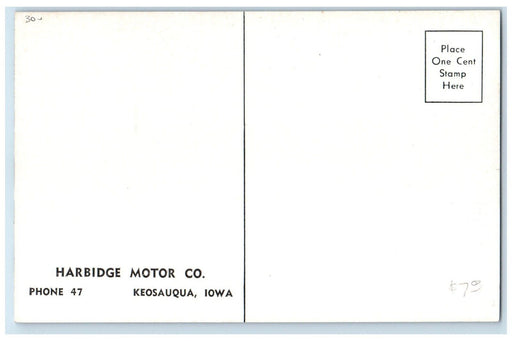 30-
Place
One Cent
Stamp
Here
HARBIDGE MOTOR CO.
PHONE 47 KEOSAUQUA, IOWA